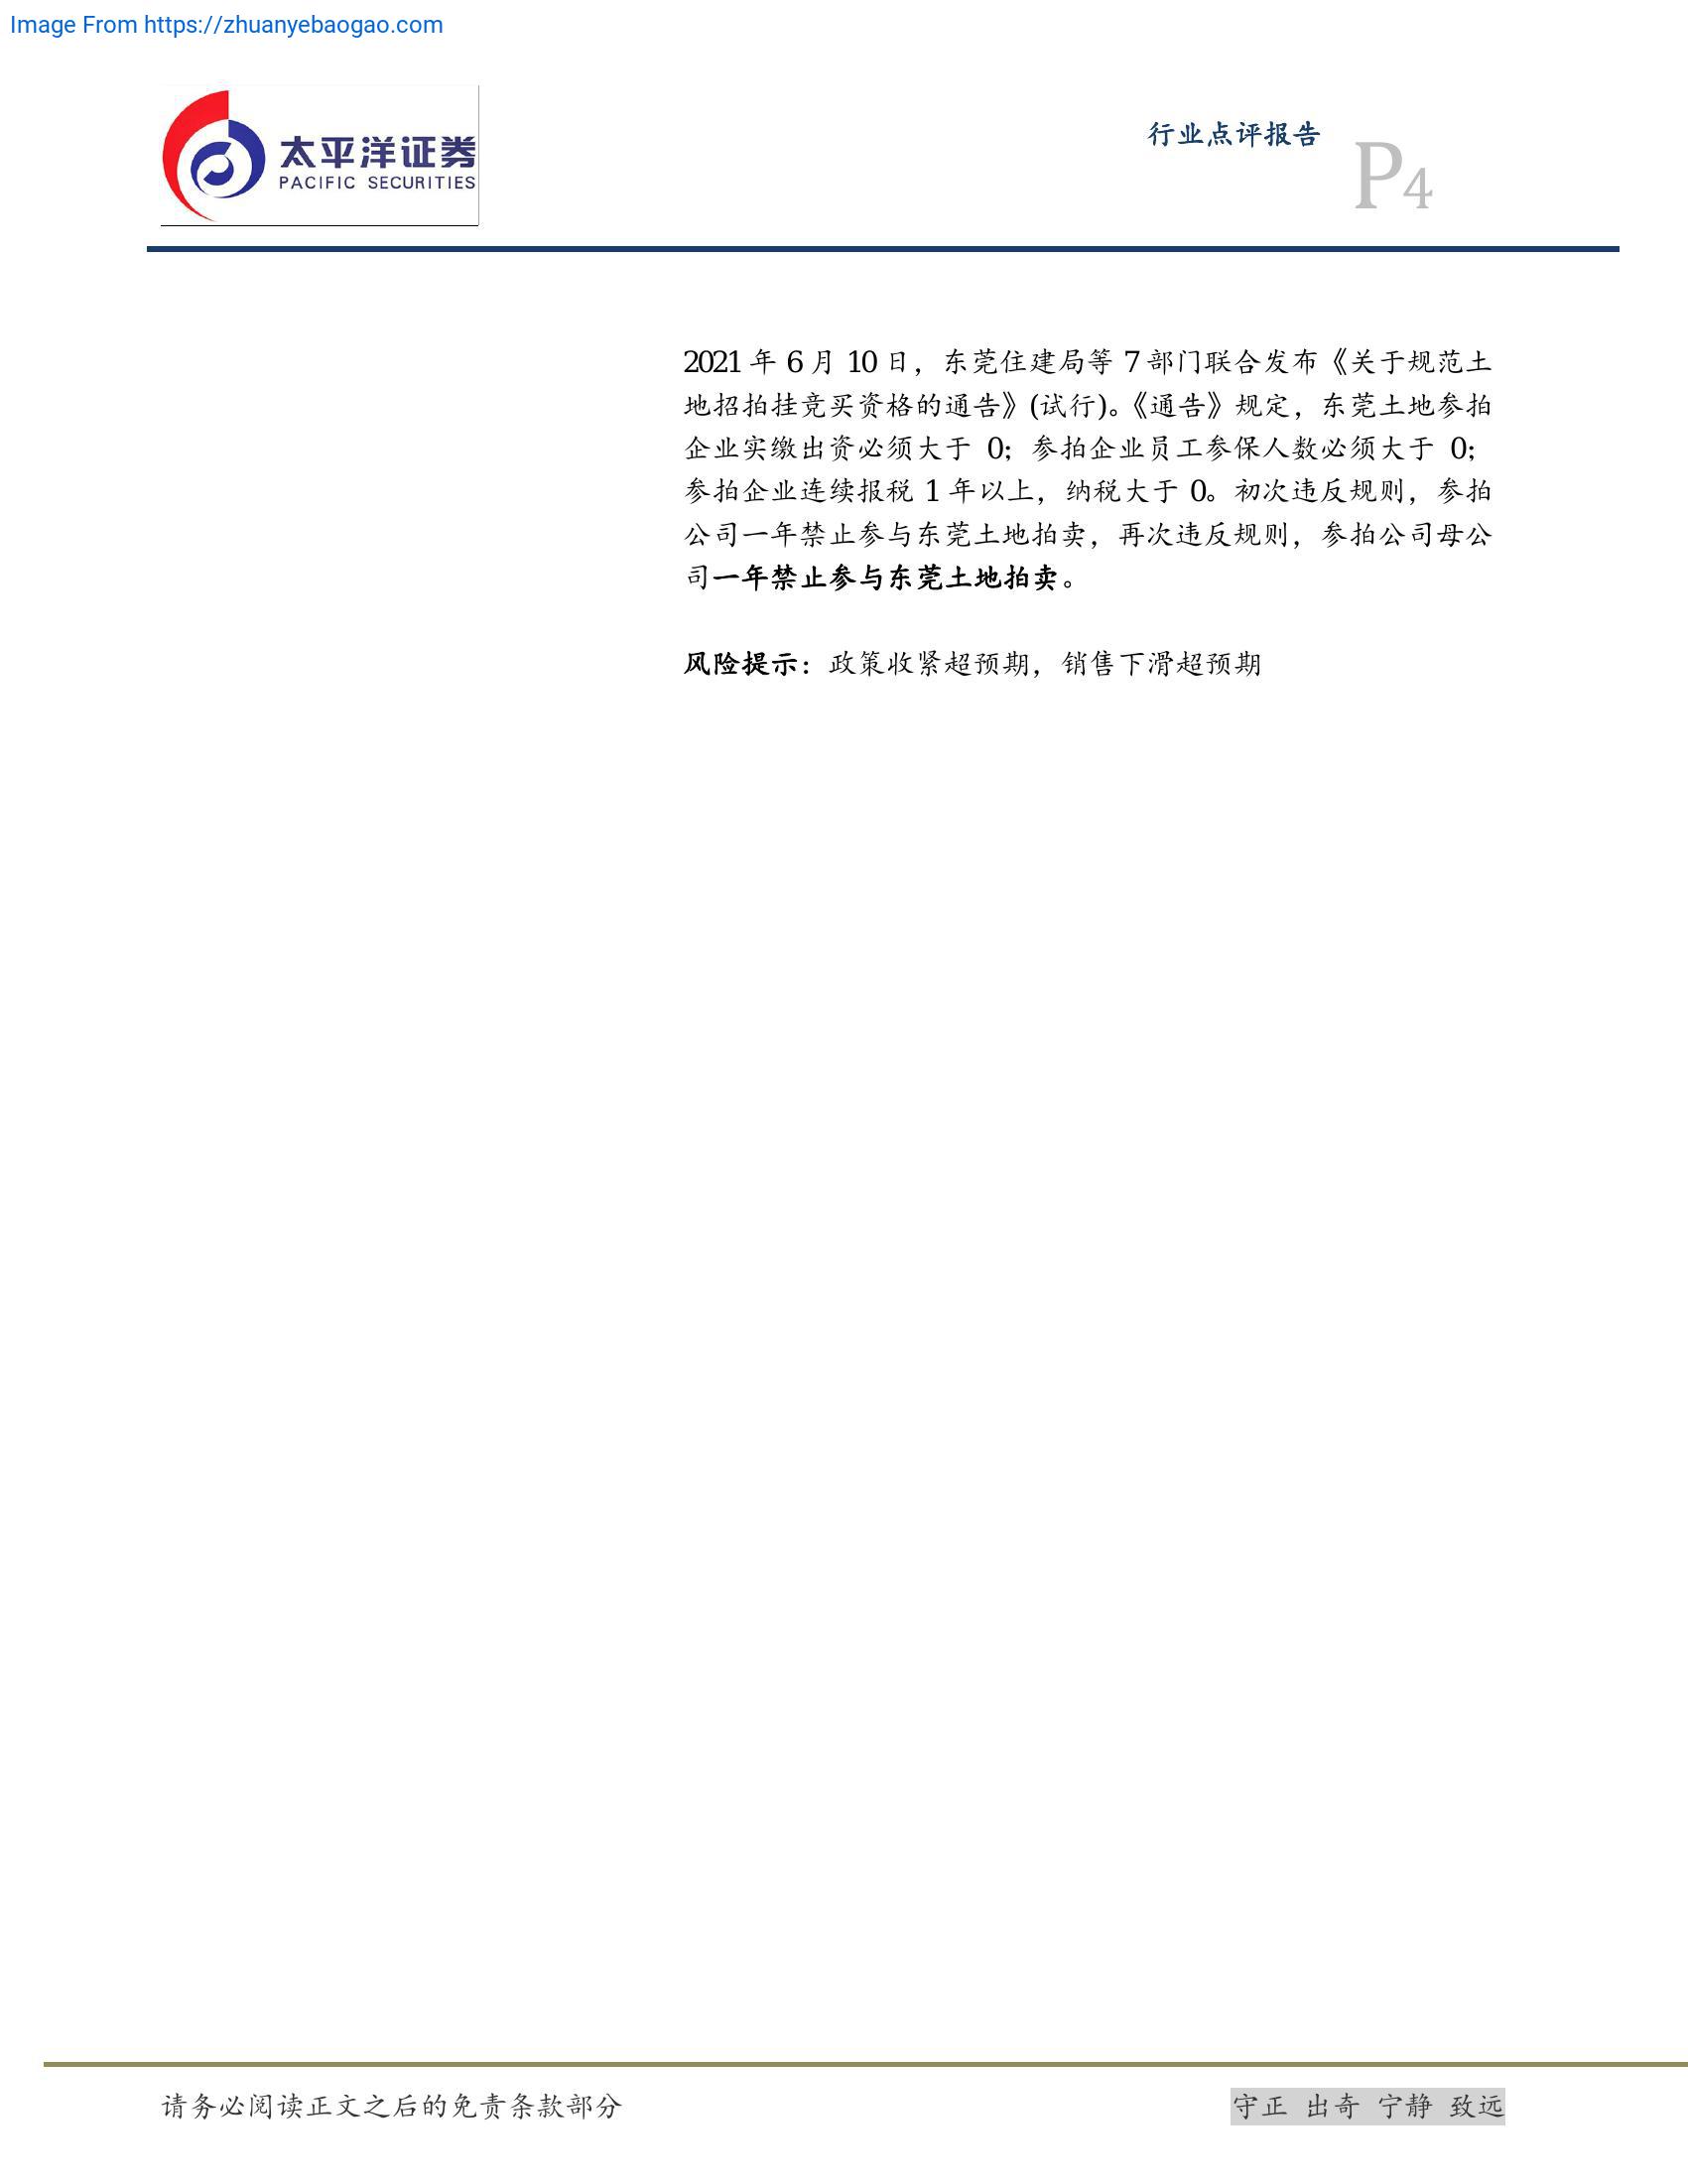 Image From https://zhuanyebaogao.com
太平洋证券
PACIFIC SECURITIES
行业点评报告
P4
2021 年 6 月 10 日，东莞住建局等 7 部门联合发布《关于规范土
地招拍挂竞买资格的通告》(试行)。《通告》规定，东莞土地参拍
企业实缴出资必须大于 0；参拍企业员工参保人数必须大于 0；
参拍企业连续报税 1 年以上，纳税大于 0。初次违反规则，参拍
公司一年禁止参与东莞土地拍卖，再次违反规则，参拍公司母公
司一年禁止参与东莞土地拍卖。
风险提示：政策收紧超预期，销售下滑超预期
请务必阅读正文之后的免责条款部分
守正 出奇 宁静 致远